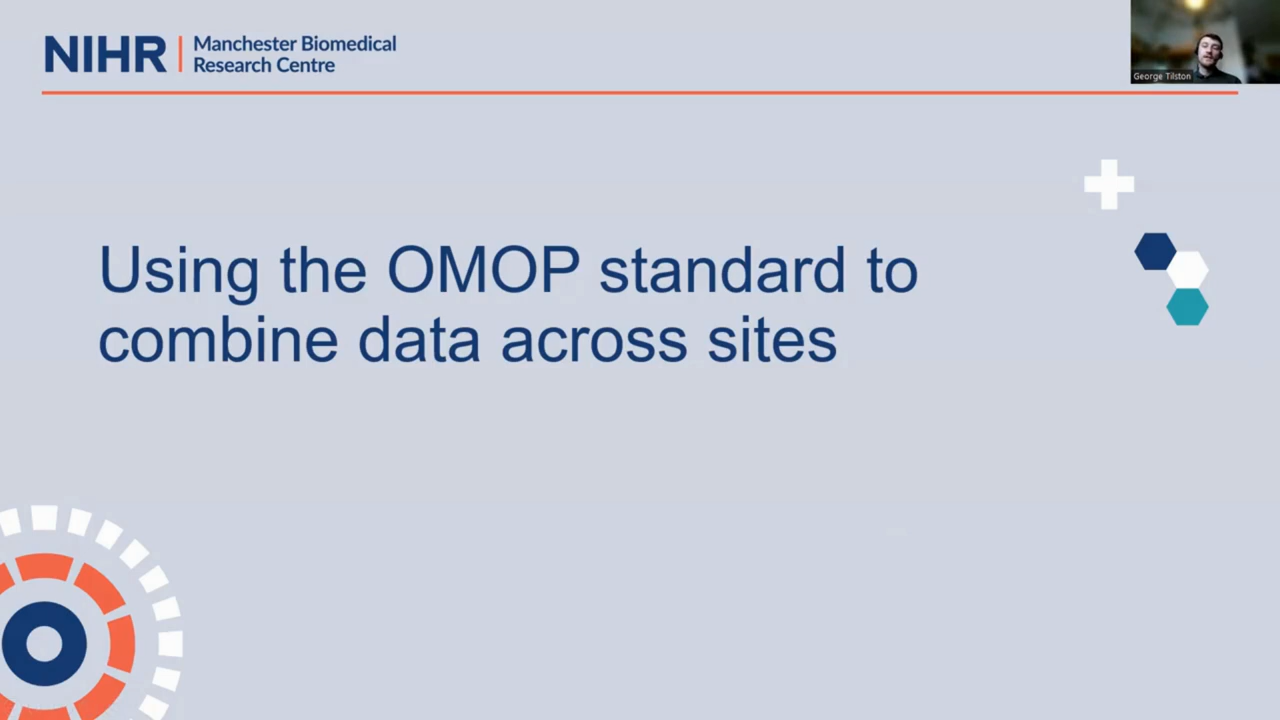 NIHR
Manchester Biomedical
Research Centre
George Tilston
Using the OMOP standard to
combine data across sites